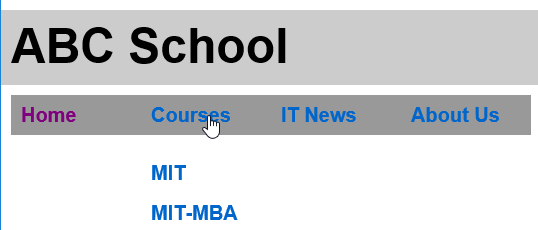 ABC School
Home Courses IT News About Us
MIT
MIT-MBA